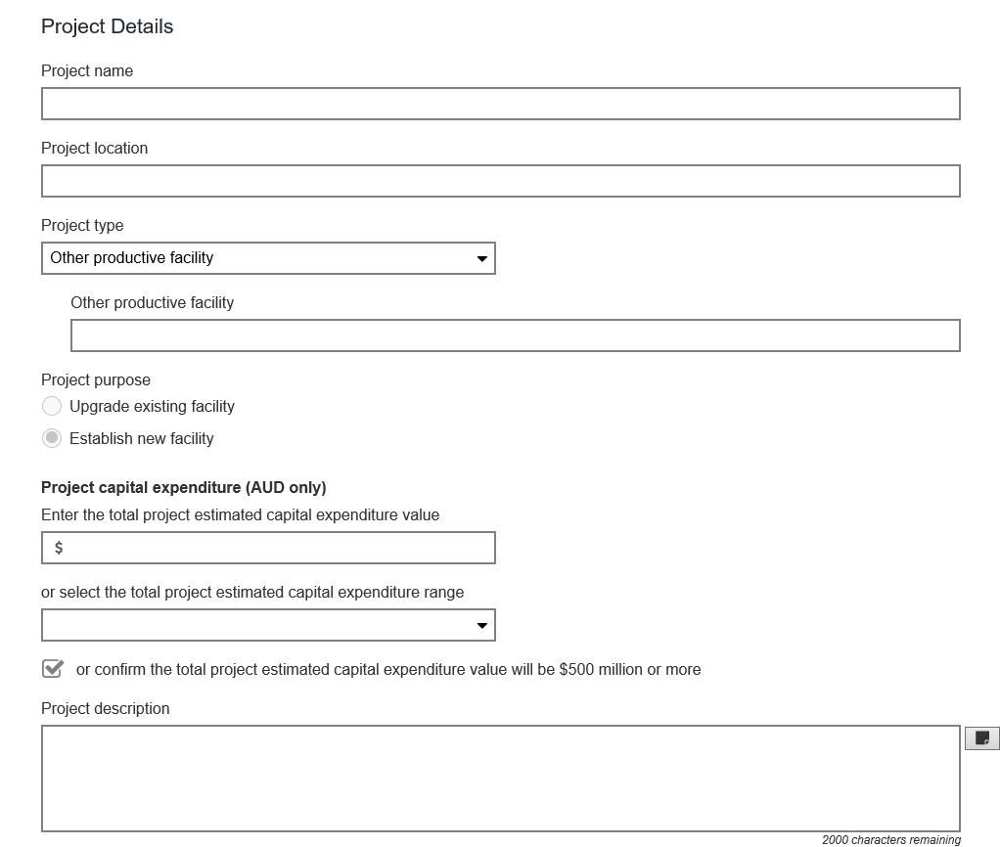 Project Details
Project name
Project location
Project type
Other productive facility
Other productive facility
Project purpose
Upgrade existing facility
Establish new facility
Project capital expenditure (AUD only)
Enter the total project estimated capital expenditure value
$
or select the total project estimated capital expenditure range
or confirm the total project estimated capital expenditure value will be $500 million or more
Project description
2000 characters remaining